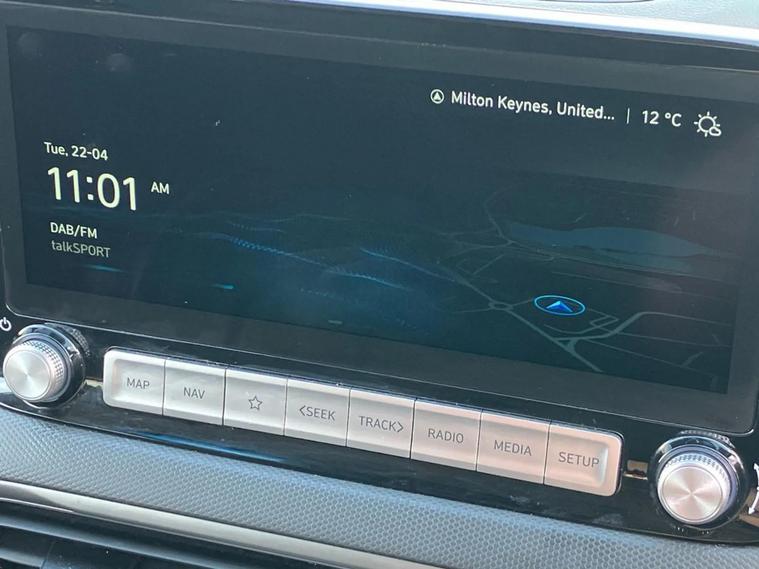 Milton Keynes, United... | 12 °C
Tue, 22-04
11:01 AM
DAB/FM
talkSPORT
MAP
NAV
<SEEK
TRACK>
RADIO
MEDIA
SETUP